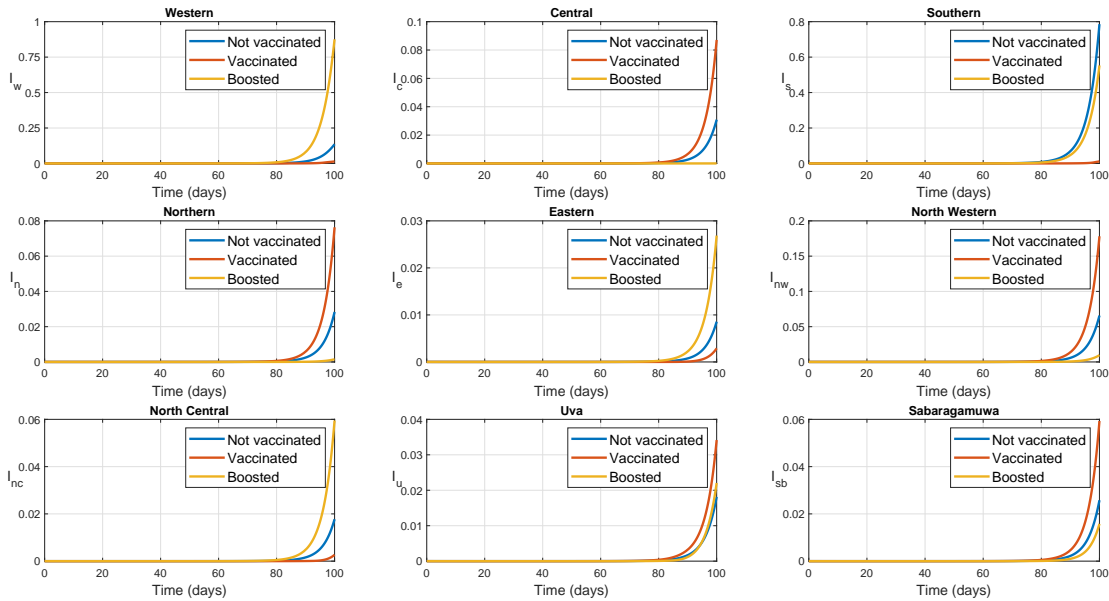 Western
1
0.75
0.5
0.25
0
I_w
Not vaccinated
Vaccinated
Boosted
0 20 40 60 80 100
Time (days)
Central
0.1
0.08
0.06
0.04
0.02
0
I_c
Not vaccinated
Vaccinated
Boosted
0 20 40 60 80 100
Time (days)
Southern
0.8
0.6
0.4
0.2
0
I_s
Not vaccinated
Vaccinated
Boosted
0 20 40 60 80 100
Time (days)
Northern
0.08
0.06
0.04
0.02
0
I_n
Not vaccinated
Vaccinated
Boosted
0 20 40 60 80 100
Time (days)
Eastern
0.03
0.02
0.01
0
I_e
Not vaccinated
Vaccinated
Boosted
0 20 40 60 80 100
Time (days)
North Western
0.2
0.15
0.1
0.05
0
I_nw
Not vaccinated
Vaccinated
Boosted
0 20 40 60 80 100
Time (days)
North Central
0.06
0.04
0.02
0
I_nc
Not vaccinated
Vaccinated
Boosted
0 20 40 60 80 100
Time (days)
Uva
0.04
0.03
0.02
0.01
0
I_u
Not vaccinated
Vaccinated
Boosted
0 20 40 60 80 100
Time (days)
Sabaragamuwa
0.06
0.04
0.02
0
I_sb
Not vaccinated
Vaccinated
Boosted
0 20 40 60 80 100
Time (days)